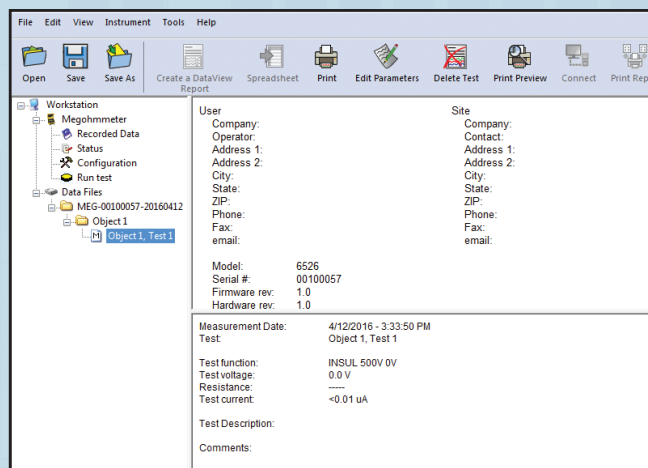 File Edit View Instrument Tools Help
Open Save Save As Create a DataView Report Spreadsheet Print Edit Parameters Delete Test Print Preview Connect Print Rep
Workstation
Megohmmeter
Recorded Data
Status
Configuration
Run test
Data Files
MEG-00100057-20160412
Object 1
M Object 1, Test 1
User Site
Company: Company:
Operator: Contact:
Address 1: Address 1:
Address 2: Address 2:
City: City:
State: State:
ZIP: ZIP:
Phone: Phone:
Fax: Fax:
email: email:
Model: 6526
Serial #: 00100057
Firmware rev: 1.0
Hardware rev: 1.0
Measurement Date: 4/12/2016 - 3:33:50 PM
Test: Object 1, Test 1
Test function: INSUL 500V 0V
Test voltage: 0.0 V
Resistance: -----
Test current: <0.01 uA
Test Description:
Comments: